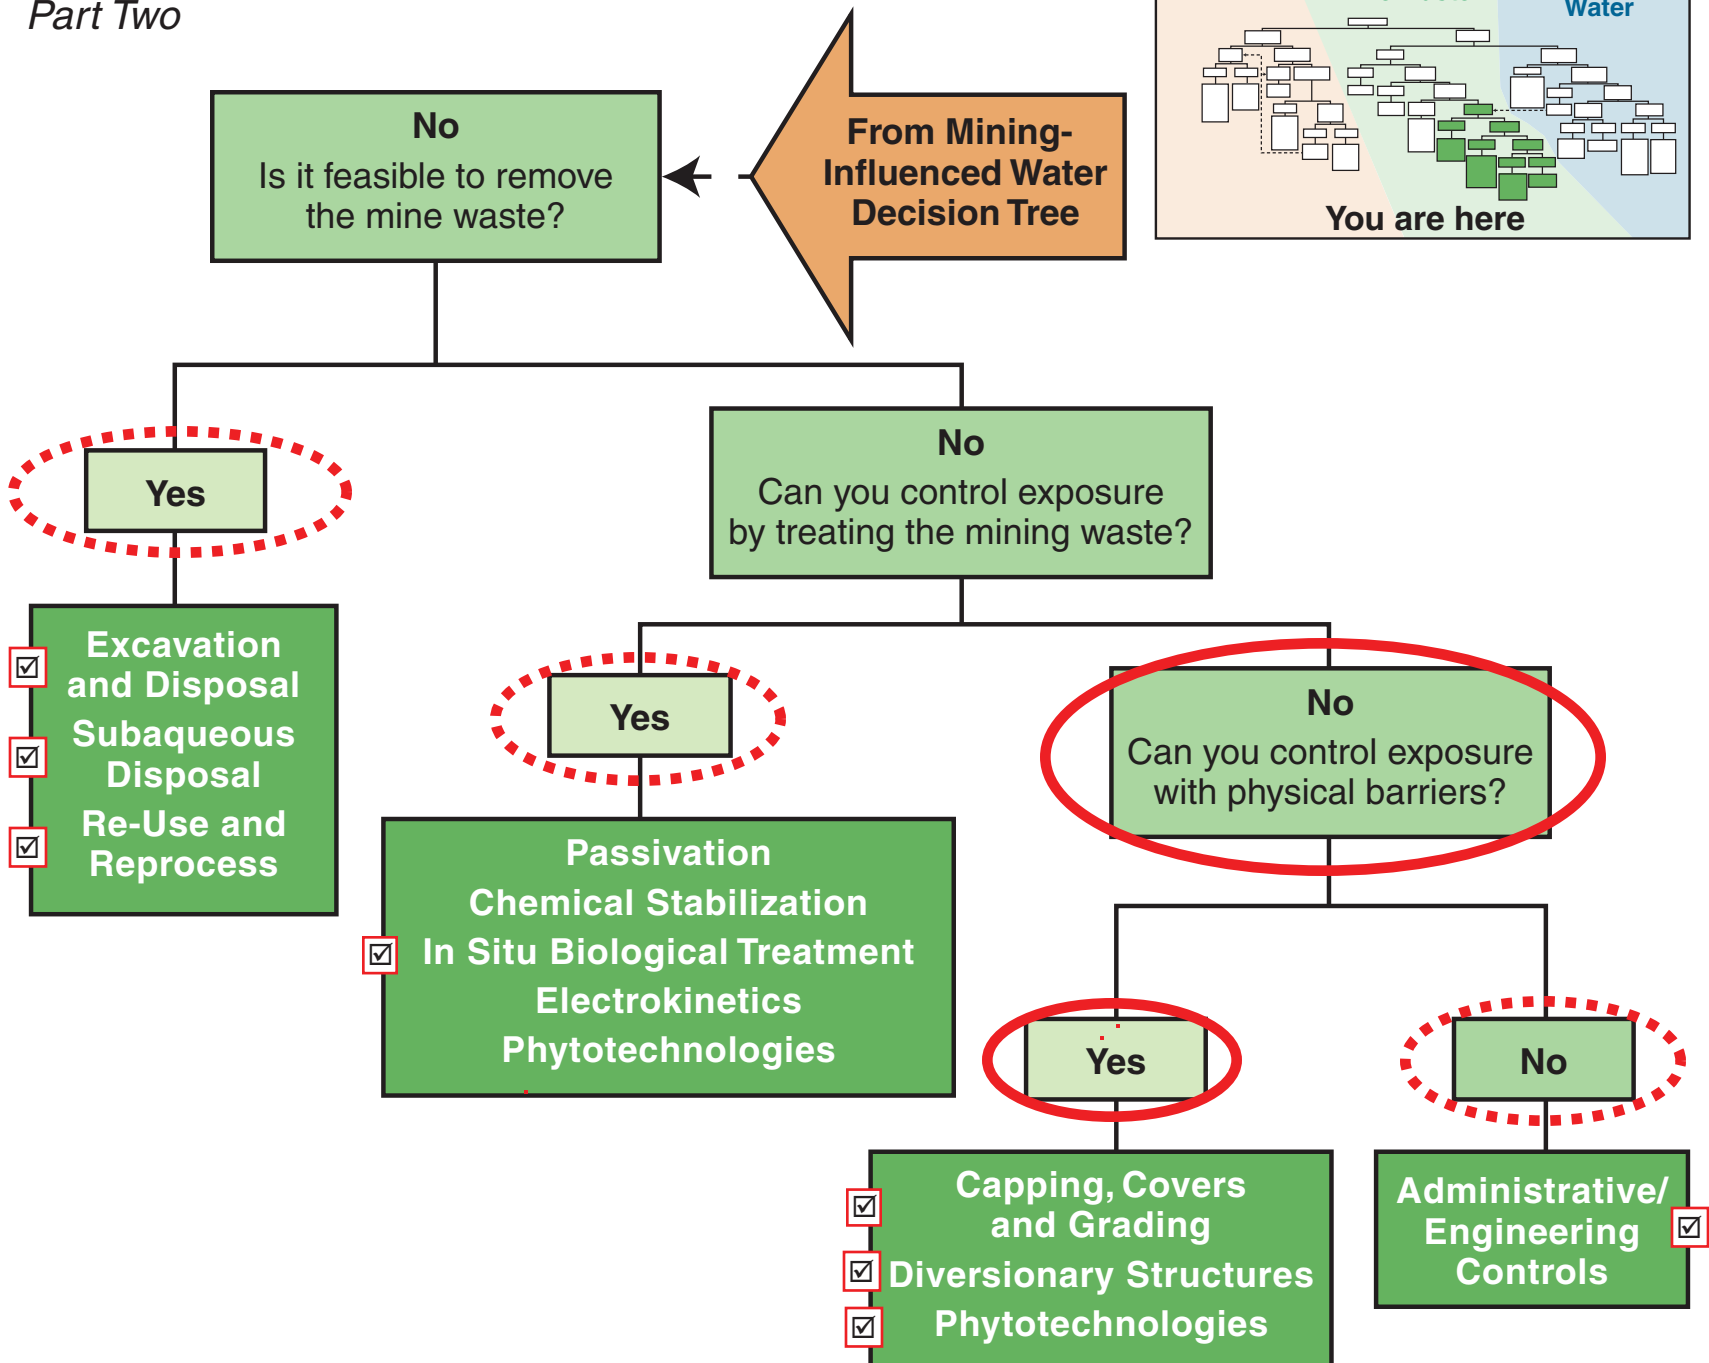 Part Two
Water
You are here
No
Is it feasible to remove
the mine waste?
From Mining-
Influenced Water
Decision Tree
Yes
No
Can you control exposure
by treating the mining waste?
Excavation
and Disposal
Subaqueous
Disposal
Re-Use and
Reprocess
Yes
No
Can you control exposure
with physical barriers?
Passivation
Chemical Stabilization
In Situ Biological Treatment
Electrokinetics
Phytotechnologies
Yes
No
Capping, Covers
and Grading
Diversionary Structures
Phytotechnologies
Administrative/
Engineering
Controls